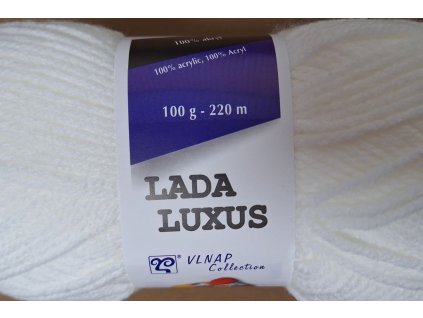 100% acrylic, 100% Acryl
100 g - 220 m
LADA
LUXUS
® VLNAP
Collection